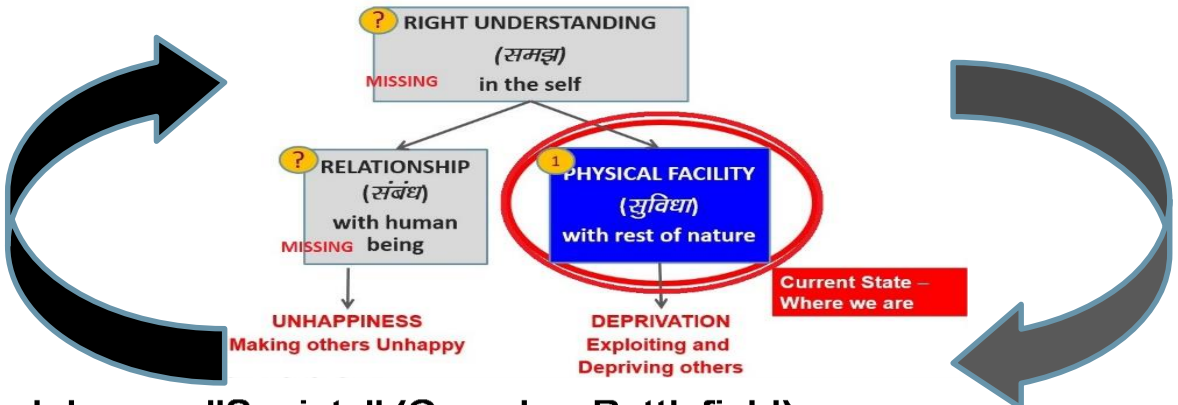 ? RIGHT UNDERSTANDING
(समझ)
MISSING in the self
? RELATIONSHIP
(संबंध)
with human
MISSING being
1 PHYSICAL FACILITY
(सुविधा)
with rest of nature
Current State –
Where we are
UNHAPPINESS
Making others Unhappy
DEPRIVATION
Exploiting and
Depriving others